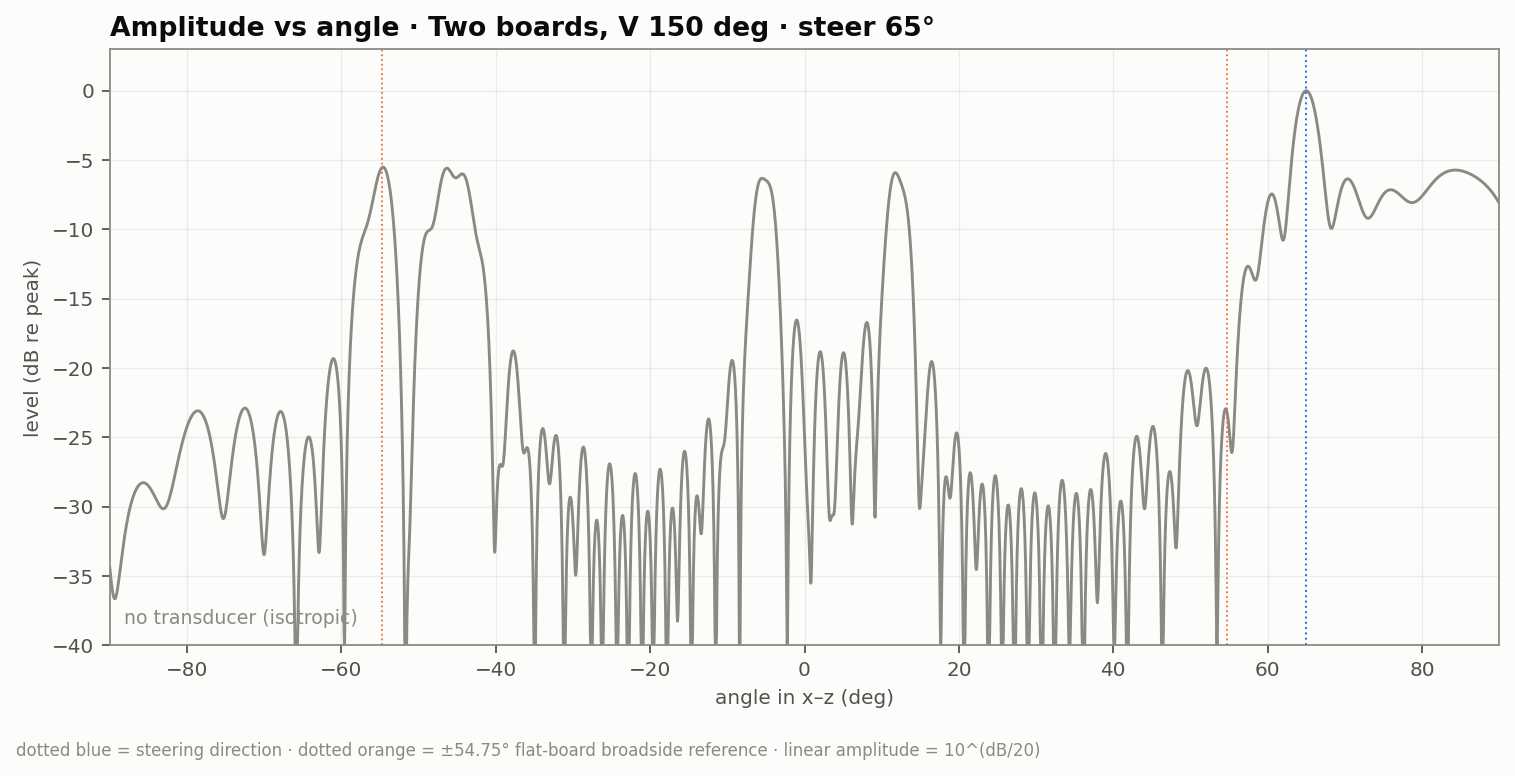 Amplitude vs angle · Two boards, V 150 deg · steer 65°
level (dB re peak)
0
−5
−10
−15
−20
−25
−30
−35
−40
no transducer (isotropic)
−80 −60 −40 −20 0 20 40 60 80
angle in x–z (deg)
dotted blue = steering direction · dotted orange = ±54.75° flat-board broadside reference · linear amplitude = 10^(dB/20)